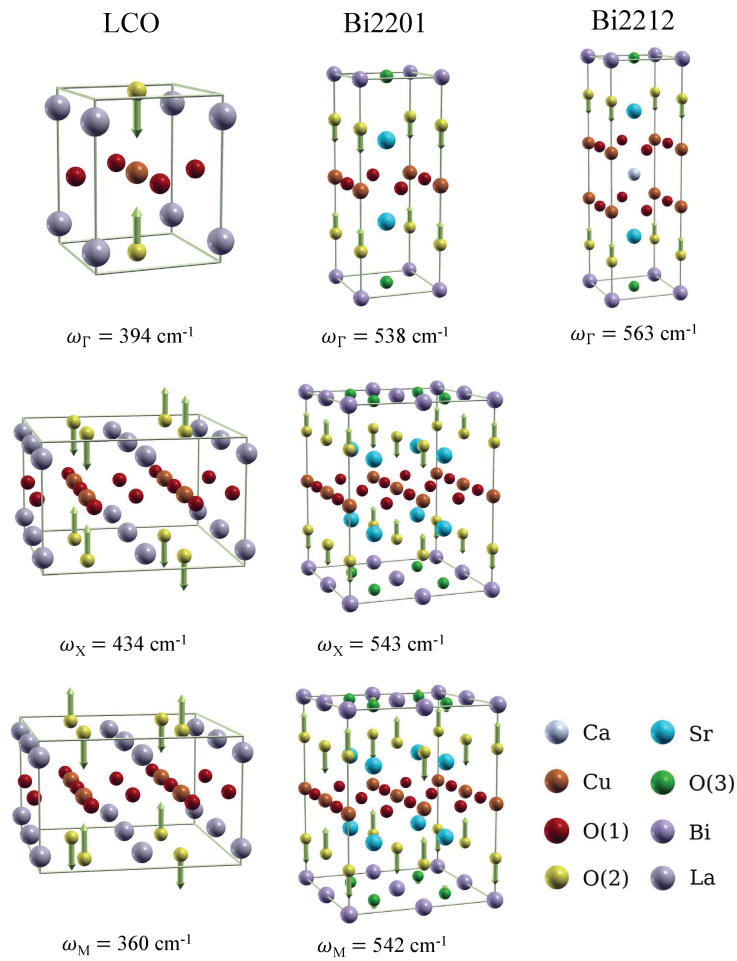 LCO Bi2201 Bi2212
ω_Γ = 394 cm⁻¹ ω_Γ = 538 cm⁻¹ ω_Γ = 563 cm⁻¹
ω_X = 434 cm⁻¹ ω_X = 543 cm⁻¹
Ca Sr
Cu O(3)
O(1) Bi
O(2) La
ω_M = 360 cm⁻¹ ω_M = 542 cm⁻¹